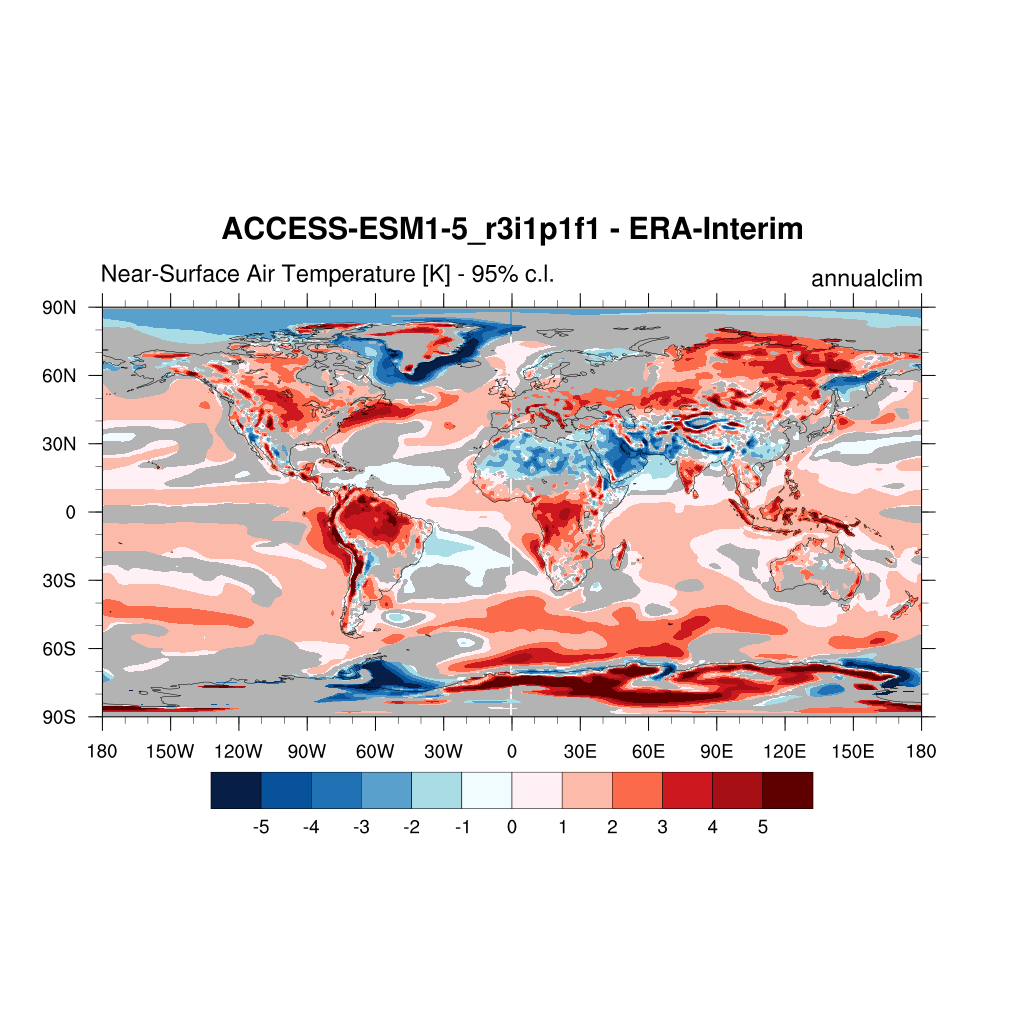 ACCESS-ESM1-5_r3i1p1f1 - ERA-Interim
Near-Surface Air Temperature [K] - 95% c.l. annualclim
90N
60N
30N
0
30S
60S
90S
180 150W 120W 90W 60W 30W 0 30E 60E 90E 120E 150E 180
-5 -4 -3 -2 -1 0 1 2 3 4 5